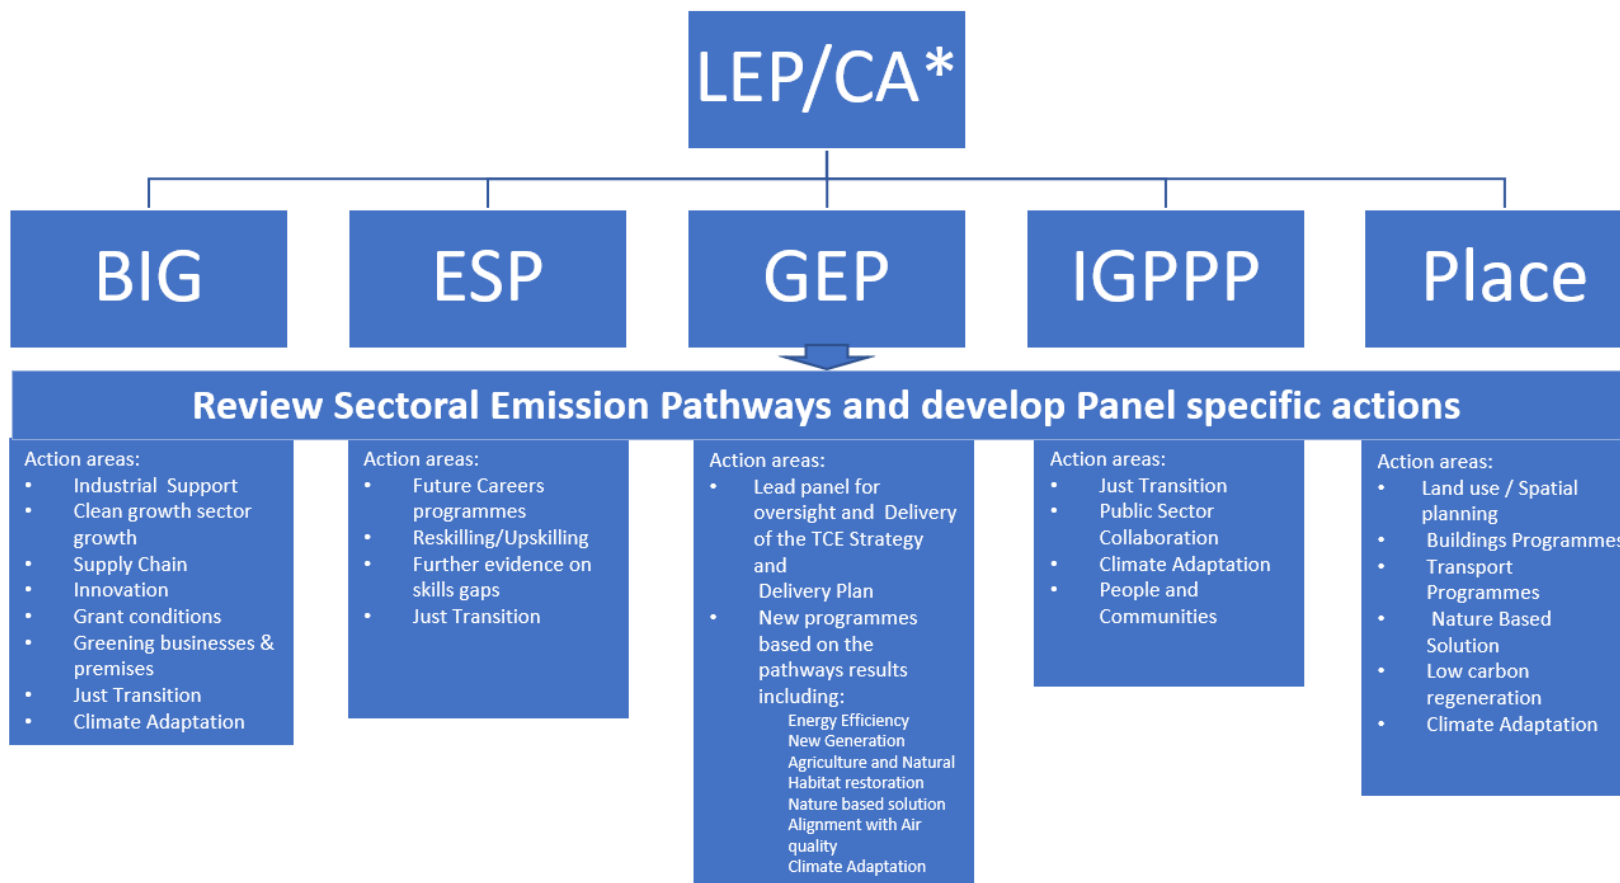 LEP/CA*
BIG
ESP
GEP
IGPPP
Place
Review Sectoral Emission Pathways and develop Panel specific actions
Action areas:
• Industrial Support
• Clean growth sector
growth
• Supply Chain
• Innovation
• Grant conditions
• Greening businesses &
premises
• Just Transition
• Climate Adaptation
Action areas:
• Future Careers
programmes
• Reskilling/Upskilling
• Further evidence on
skills gaps
• Just Transition
Action areas:
• Lead panel for
oversight and Delivery
of the TCE Strategy
and
Delivery Plan
• New programmes
based on the
pathways results
including:
Energy Efficiency
New Generation
Agriculture and Natural
Habitat restoration
Nature based solution
Alignment with Air
quality
Climate Adaptation
Action areas:
• Just Transition
• Public Sector
Collaboration
• Climate Adaptation
• People and
Communities
Action areas:
• Land use / Spatial
planning
• Buildings Programmes
• Transport
Programmes
• Nature Based
Solution
• Low carbon
regeneration
• Climate Adaptation